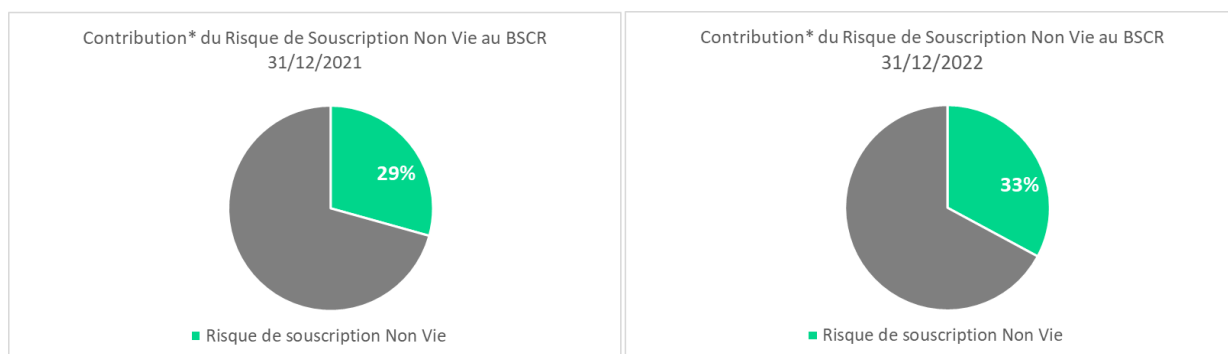 Contribution* du Risque de Souscription Non Vie au BSCR
31/12/2021
29%
Risque de souscription Non Vie
Contribution* du Risque de Souscription Non Vie au BSCR
31/12/2022
33%
Risque de souscription Non Vie